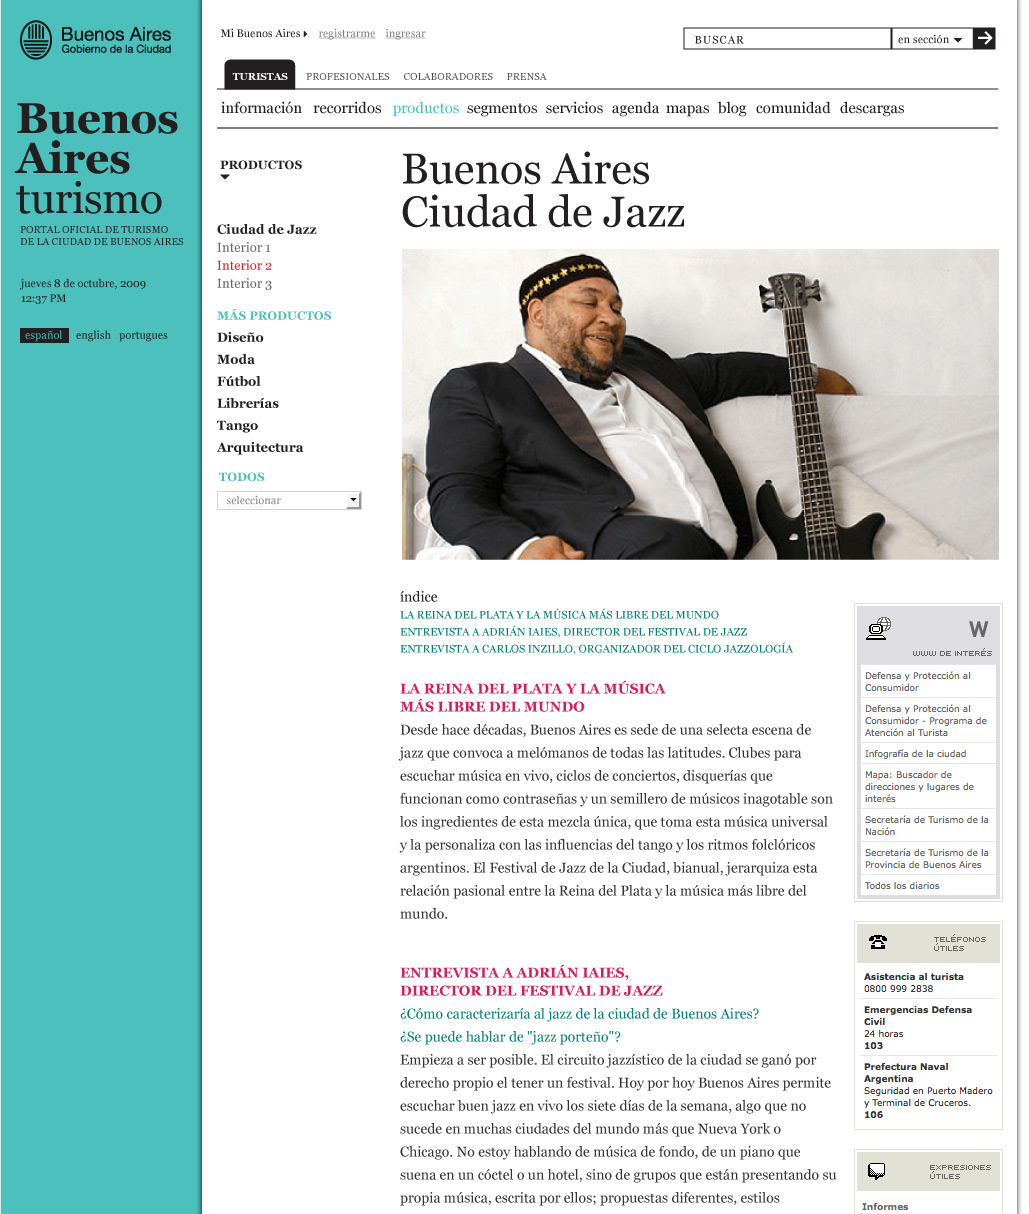 Buenos Aires
Gobierno de la Ciudad
Buenos
Aires
turismo
PORTAL OFICIAL DE TURISMO
DE LA CIUDAD DE BUENOS AIRES
jueves 8 de octubre, 2009
12:37 PM
español english portugues
Mi Buenos Aires registrarme ingresar
BUSCAR en sección
TURISTAS PROFESIONALES COLABORADORES PRENSA
información recorridos productos segmentos servicios agenda mapas blog comunidad descargas
PRODUCTOS
Ciudad de Jazz
Interior 1
Interior 2
Interior 3
MÁS PRODUCTOS
Diseño
Moda
Fútbol
Librerías
Tango
Arquitectura
TODOS
seleccionar
Buenos Aires
Ciudad de Jazz
índice
LA REINA DEL PLATA Y LA MÚSICA MÁS LIBRE DEL MUNDO
ENTREVISTA A ADRIÁN IAIES, DIRECTOR DEL FESTIVAL DE JAZZ
ENTREVISTA A CARLOS INZILLO, ORGANIZADOR DEL CICLO JAZZOLOGÍA
LA REINA DEL PLATA Y LA MÚSICA
MÁS LIBRE DEL MUNDO
Desde hace décadas, Buenos Aires es sede de una selecta escena de
jazz que convoca a melómanos de todas las latitudes. Clubes para
escuchar música en vivo, ciclos de conciertos, disquerías que
funcionan como contraseñas y un semillero de músicos inagotable son
los ingredientes de esta mezcla única, que toma esta música universal
y la personaliza con las influencias del tango y los ritmos folclóricos
argentinos. El Festival de Jazz de la Ciudad, bianual, jerarquiza esta
relación pasional entre la Reina del Plata y la música más libre del
mundo.
ENTREVISTA A ADRIÁN IAIES,
DIRECTOR DEL FESTIVAL DE JAZZ
¿Cómo caracterizaría al jazz de la ciudad de Buenos Aires?
¿Se puede hablar de "jazz porteño"?
Empieza a ser posible. El circuito jazzístico de la ciudad se ganó por
derecho propio el tener un festival. Hoy por hoy Buenos Aires permite
escuchar buen jazz en vivo los siete días de la semana, algo que no
sucede en muchas ciudades del mundo más que Nueva York o
Chicago. No estoy hablando de música de fondo, de un piano que
suena en un cóctel o un hotel, sino de grupos que están presentando su
propia música, escrita por ellos; propuestas diferentes, estilos
W
WWW DE INTERÉS
Defensa y Protección al
Consumidor
Defensa y Protección al
Consumidor - Programa de
Atención al Turista
Infografía de la ciudad
Mapa: Buscador de
direcciones y lugares de
interés
Secretaría de Turismo de la
Nación
Secretaría de Turismo de la
Provincia de Buenos Aires
Todos los diarios
TELÉFONOS
ÚTILES
Asistencia al turista
0800 999 2838
Emergencias Defensa
Civil
24 horas
103
Prefectura Naval
Argentina
Seguridad en Puerto Madero
y Terminal de Cruceros.
106
EXPRESIONES
ÚTILES
Informes